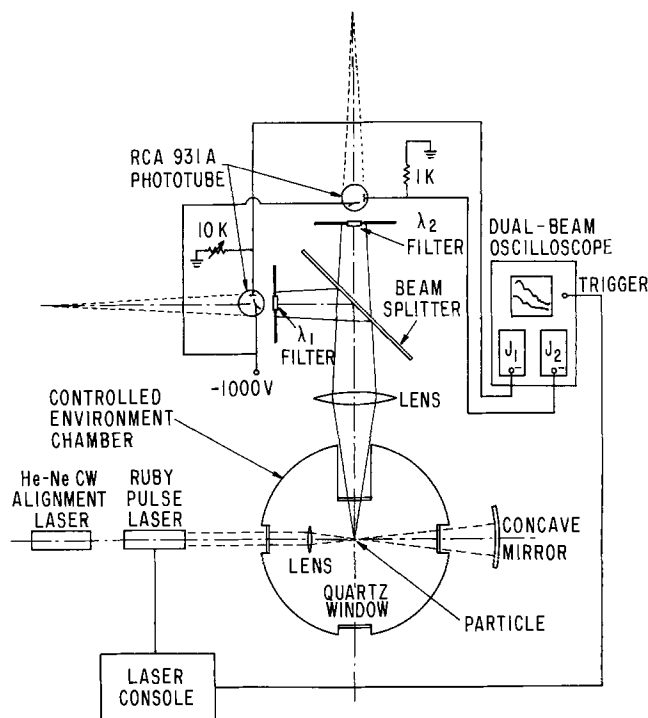 RCA 931A
PHOTOTUBE
1K
10K
λ2
FILTER
DUAL-BEAM
OSCILLOSCOPE
TRIGGER
BEAM
SPLITTER
λ1
FILTER
J1
J2
-1000V
LENS
CONTROLLED
ENVIRONMENT
CHAMBER
He-Ne CW
ALIGNMENT
LASER
RUBY
PULSE
LASER
CONCAVE
MIRROR
LENS
QUARTZ
WINDOW
PARTICLE
LASER
CONSOLE